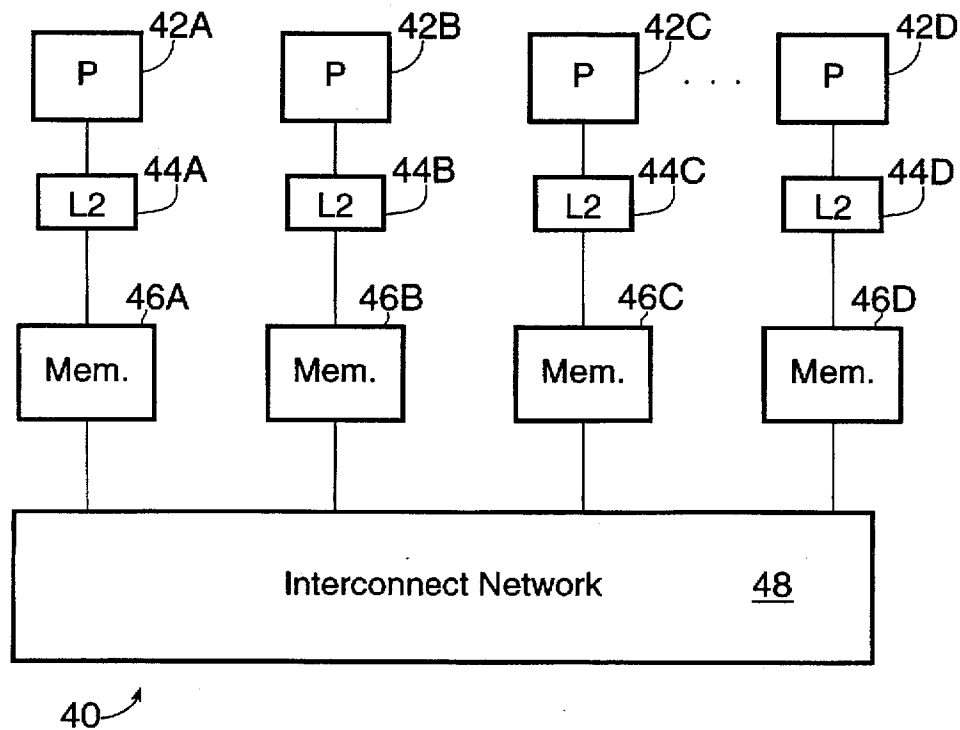 42A 42B 42C 42D
P P P . . . P
44A 44B 44C 44D
L2 L2 L2 L2
46A 46B 46C 46D
Mem. Mem. Mem. Mem.
Interconnect Network 48
40